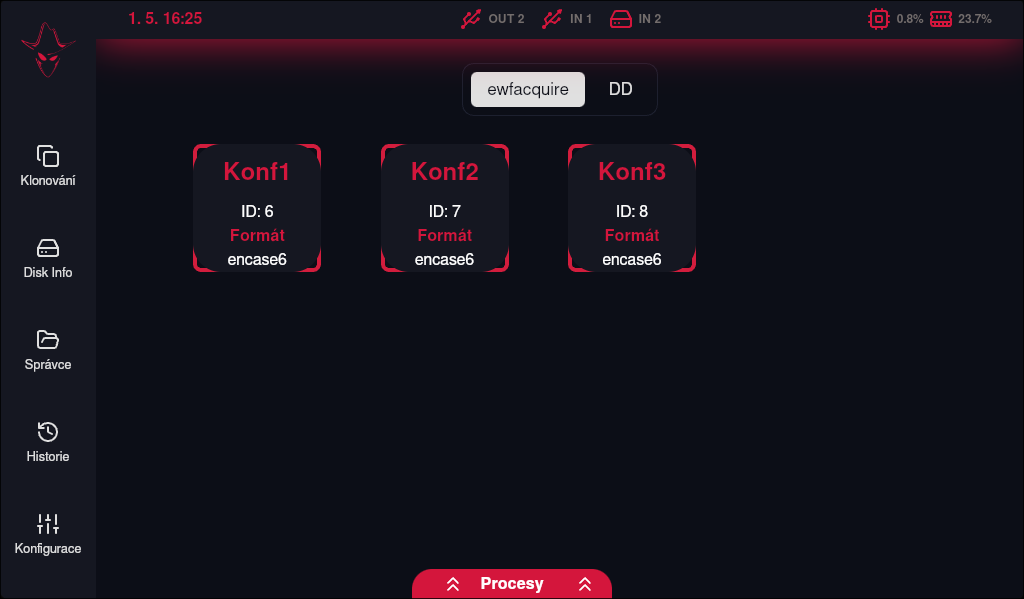 1. 5. 16:25
OUT 2
IN 1
IN 2
0.8%
23.7%
ewfacquire
DD
Klonování
Disk Info
Správce
Historie
Konfigurace
Konf1
ID: 6
Formát
encase6
Konf2
ID: 7
Formát
encase6
Konf3
ID: 8
Formát
encase6
Procesy